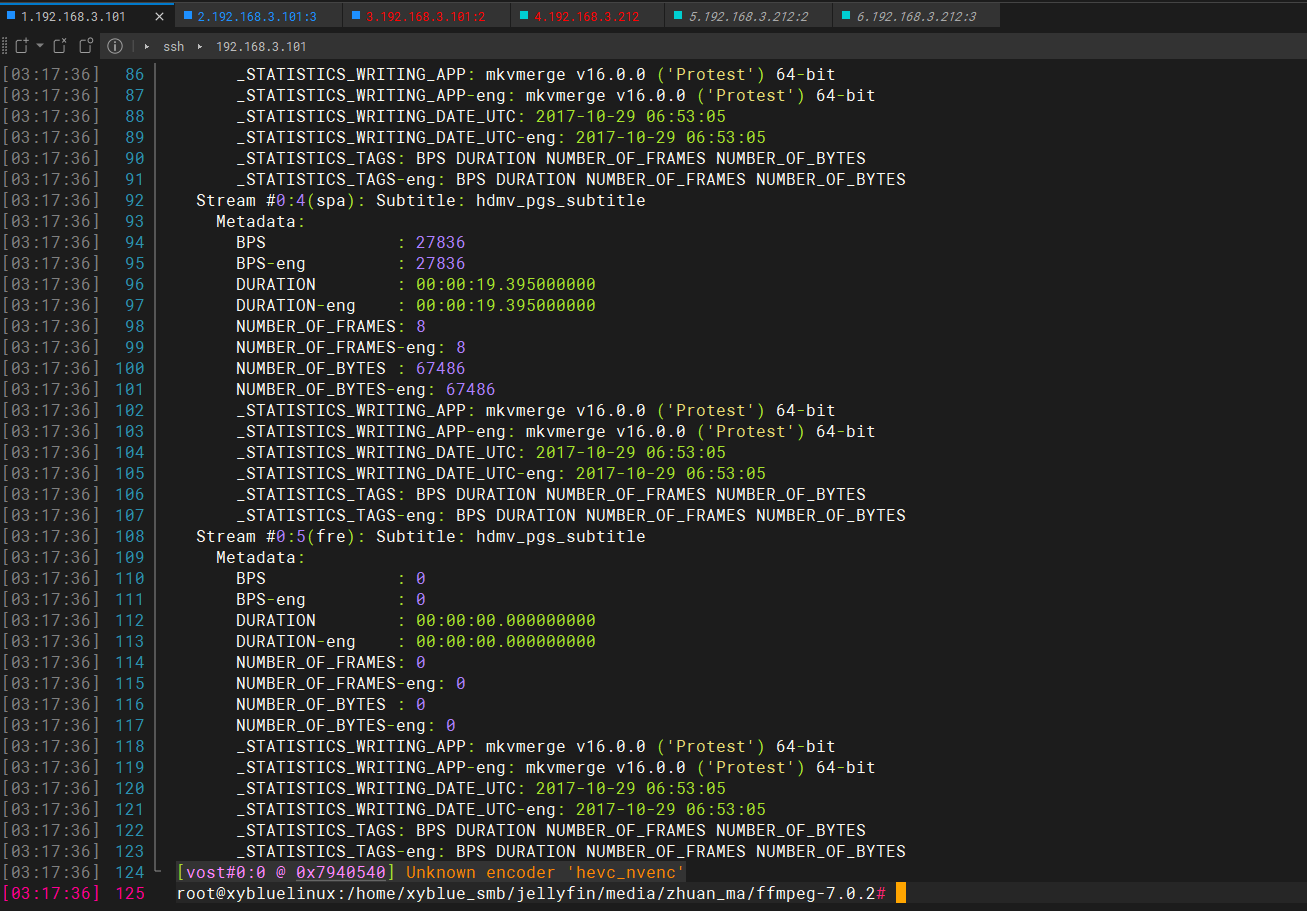 1.192.168.3.101 × 2.192.168.3.101:3 3.192.168.3.101:2 4.192.168.3.212 5.192.168.3.212:2 6.192.168.3.212:3
ssh 192.168.3.101
[03:17:36] 86 _STATISTICS_WRITING_APP: mkvmerge v16.0.0 ('Protest') 64-bit
[03:17:36] 87 _STATISTICS_WRITING_APP-eng: mkvmerge v16.0.0 ('Protest') 64-bit
[03:17:36] 88 _STATISTICS_WRITING_DATE_UTC: 2017-10-29 06:53:05
[03:17:36] 89 _STATISTICS_WRITING_DATE_UTC-eng: 2017-10-29 06:53:05
[03:17:36] 90 _STATISTICS_TAGS: BPS DURATION NUMBER_OF_FRAMES NUMBER_OF_BYTES
[03:17:36] 91 _STATISTICS_TAGS-eng: BPS DURATION NUMBER_OF_FRAMES NUMBER_OF_BYTES
[03:17:36] 92 Stream #0:4(spa): Subtitle: hdmv_pgs_subtitle
[03:17:36] 93 Metadata:
[03:17:36] 94 BPS : 27836
[03:17:36] 95 BPS-eng : 27836
[03:17:36] 96 DURATION : 00:00:19.395000000
[03:17:36] 97 DURATION-eng : 00:00:19.395000000
[03:17:36] 98 NUMBER_OF_FRAMES: 8
[03:17:36] 99 NUMBER_OF_FRAMES-eng: 8
[03:17:36] 100 NUMBER_OF_BYTES : 67486
[03:17:36] 101 NUMBER_OF_BYTES-eng: 67486
[03:17:36] 102 _STATISTICS_WRITING_APP: mkvmerge v16.0.0 ('Protest') 64-bit
[03:17:36] 103 _STATISTICS_WRITING_APP-eng: mkvmerge v16.0.0 ('Protest') 64-bit
[03:17:36] 104 _STATISTICS_WRITING_DATE_UTC: 2017-10-29 06:53:05
[03:17:36] 105 _STATISTICS_WRITING_DATE_UTC-eng: 2017-10-29 06:53:05
[03:17:36] 106 _STATISTICS_TAGS: BPS DURATION NUMBER_OF_FRAMES NUMBER_OF_BYTES
[03:17:36] 107 _STATISTICS_TAGS-eng: BPS DURATION NUMBER_OF_FRAMES NUMBER_OF_BYTES
[03:17:36] 108 Stream #0:5(fre): Subtitle: hdmv_pgs_subtitle
[03:17:36] 109 Metadata:
[03:17:36] 110 BPS : 0
[03:17:36] 111 BPS-eng : 0
[03:17:36] 112 DURATION : 00:00:00.000000000
[03:17:36] 113 DURATION-eng : 00:00:00.000000000
[03:17:36] 114 NUMBER_OF_FRAMES: 0
[03:17:36] 115 NUMBER_OF_FRAMES-eng: 0
[03:17:36] 116 NUMBER_OF_BYTES : 0
[03:17:36] 117 NUMBER_OF_BYTES-eng: 0
[03:17:36] 118 _STATISTICS_WRITING_APP: mkvmerge v16.0.0 ('Protest') 64-bit
[03:17:36] 119 _STATISTICS_WRITING_APP-eng: mkvmerge v16.0.0 ('Protest') 64-bit
[03:17:36] 120 _STATISTICS_WRITING_DATE_UTC: 2017-10-29 06:53:05
[03:17:36] 121 _STATISTICS_WRITING_DATE_UTC-eng: 2017-10-29 06:53:05
[03:17:36] 122 _STATISTICS_TAGS: BPS DURATION NUMBER_OF_FRAMES NUMBER_OF_BYTES
[03:17:36] 123 _STATISTICS_TAGS-eng: BPS DURATION NUMBER_OF_FRAMES NUMBER_OF_BYTES
[03:17:36] 124 [vost#0:0 @ 0x7940540] Unknown encoder 'hevc_nvenc'
[03:17:36] 125 root@xybluelinux:/home/xyblue_smb/jellyfin/media/zhuan_ma/ffmpeg-7.0.2#